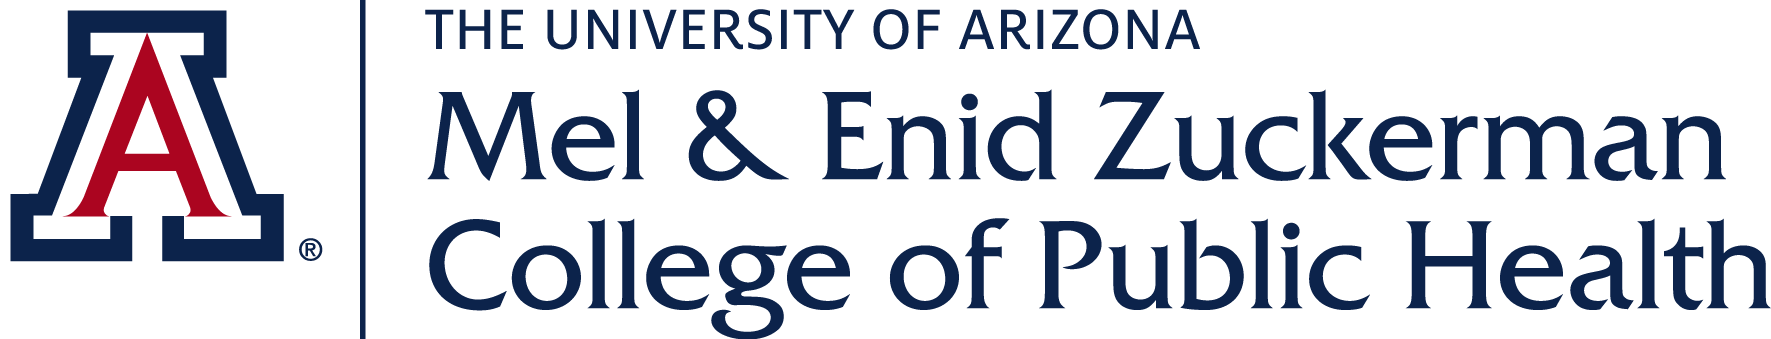 A®
THE UNIVERSITY OF ARIZONA
Mel & Enid Zuckerman
College of Public Health